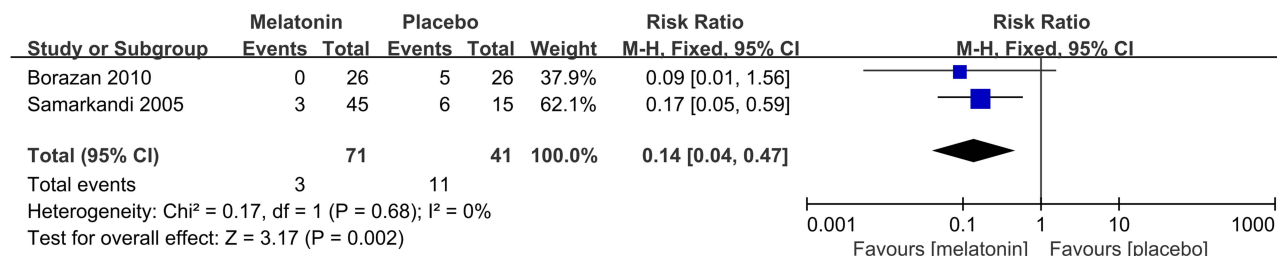 Melatonin Placebo Risk Ratio Risk Ratio
Study or Subgroup Events Total Events Total Weight M-H, Fixed, 95% CI M-H, Fixed, 95% CI
Borazan 2010 0 26 5 26 37.9% 0.09 [0.01, 1.56]
Samarkandi 2005 3 45 6 15 62.1% 0.17 [0.05, 0.59]
Total (95% CI) 71 41 100.0% 0.14 [0.04, 0.47]
Total events 3 11
Heterogeneity: Chi² = 0.17, df = 1 (P = 0.68); I² = 0%
Test for overall effect: Z = 3.17 (P = 0.002)
0.001 0.1 1 10 1000
Favours [melatonin] Favours [placebo]